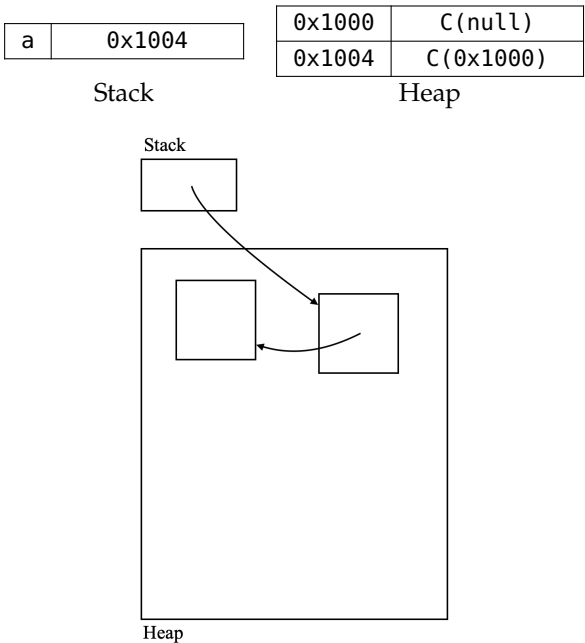 a 0x1004
Stack
0x1000 C(null)
0x1004 C(0x1000)
Heap
Stack
Heap